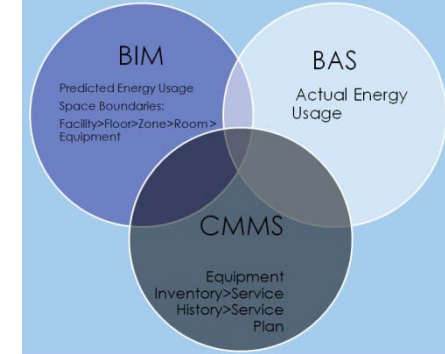 BIM
Predicted Energy Usage
Space Boundaries:
Facility>Floor>Zone>Room>
Equipment
BAS
Actual Energy
Usage
CMMS
Equipment
Inventory>Service
History>Service
Plan